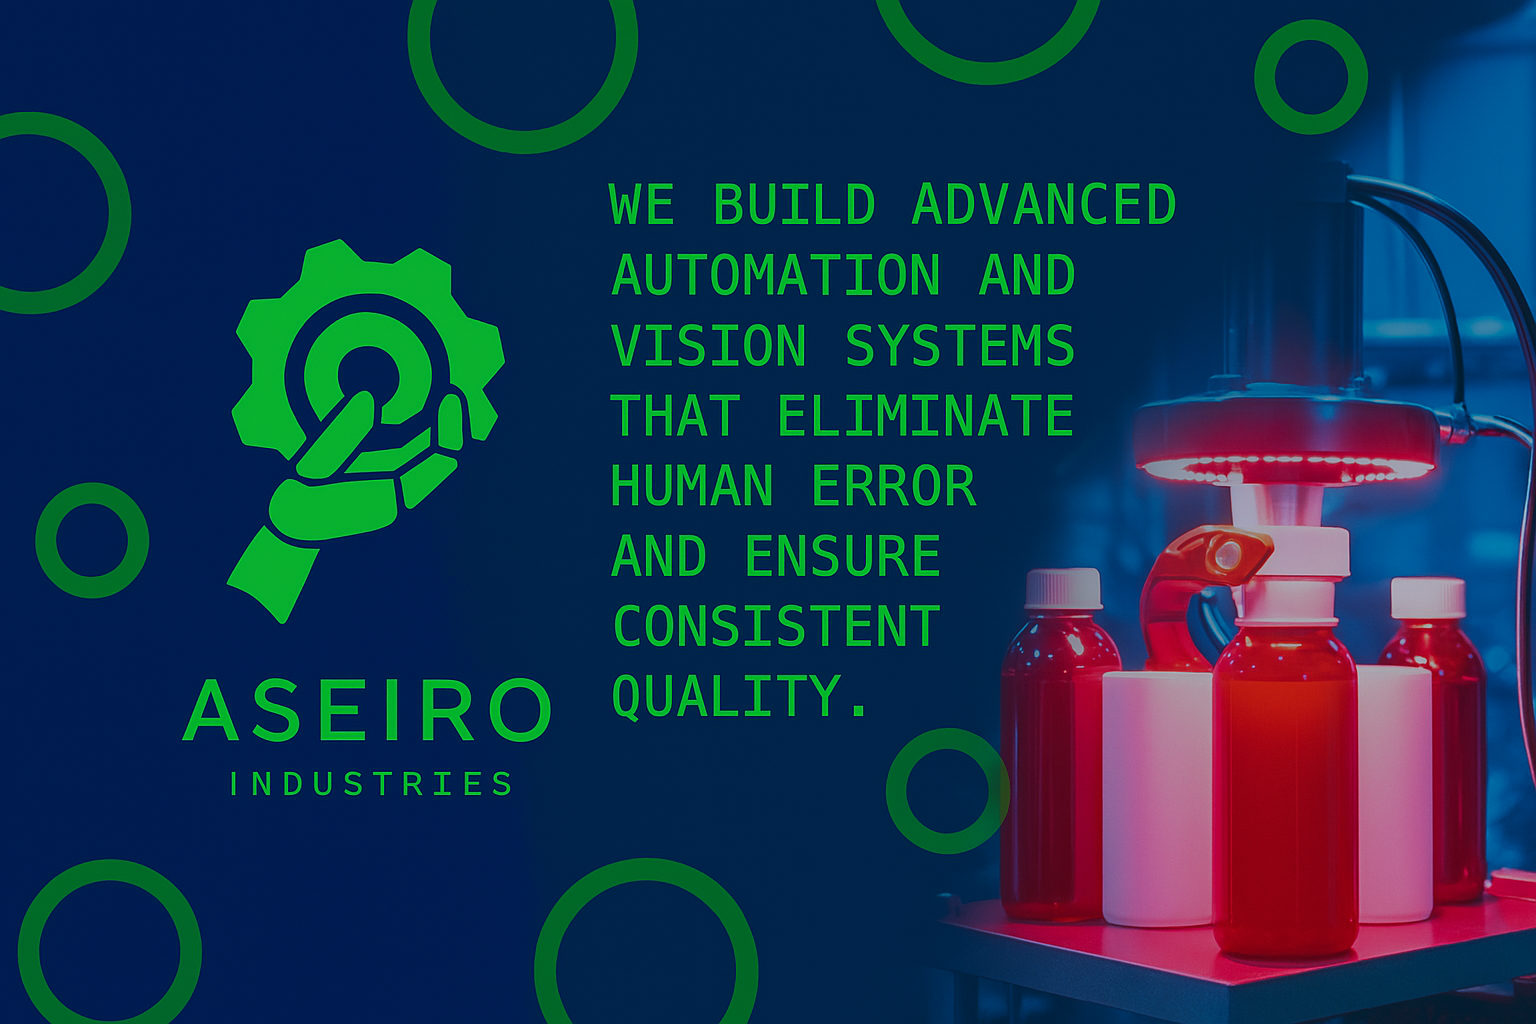 WE BUILD ADVANCED
AUTOMATION AND
VISION SYSTEMS
THAT ELIMINATE
HUMAN ERROR
AND ENSURE
CONSISTENT
QUALITY.
ASEIRO
INDUSTRIES